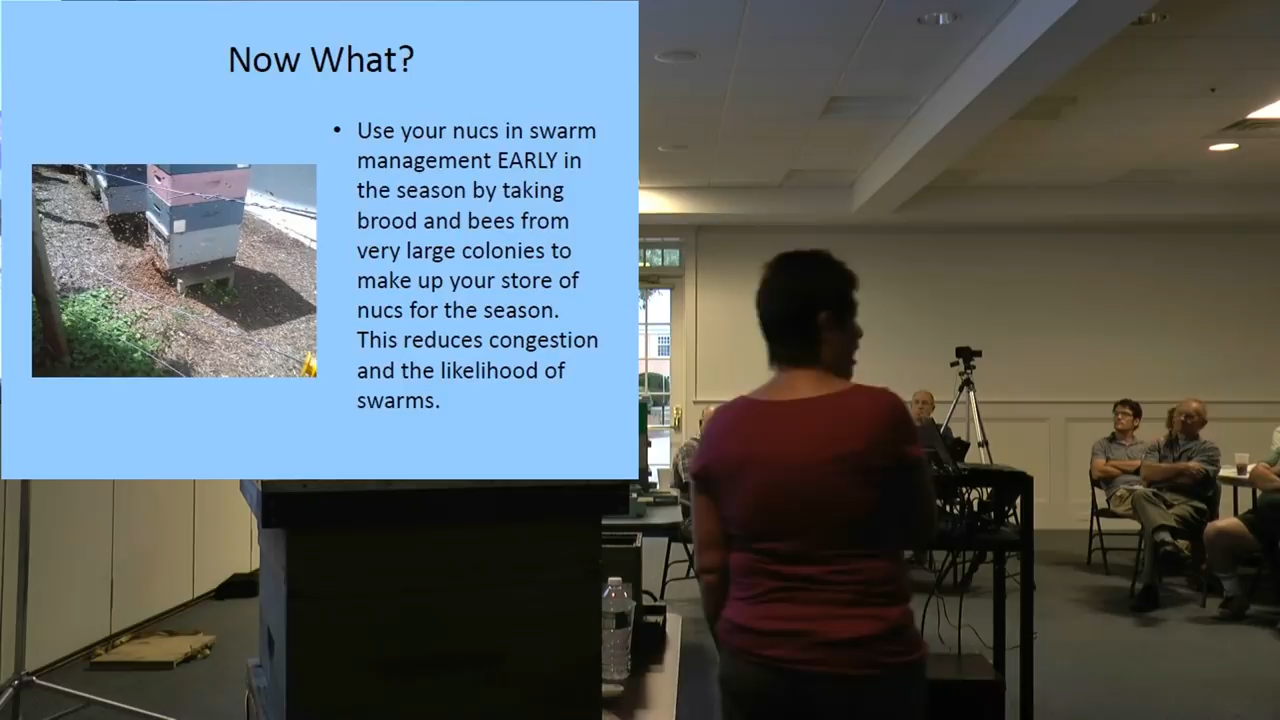 Now What?
• Use your nucs in swarm
management EARLY in
the season by taking
brood and bees from
very large colonies to
make up your store of
nucs for the season.
This reduces congestion
and the likelihood of
swarms.